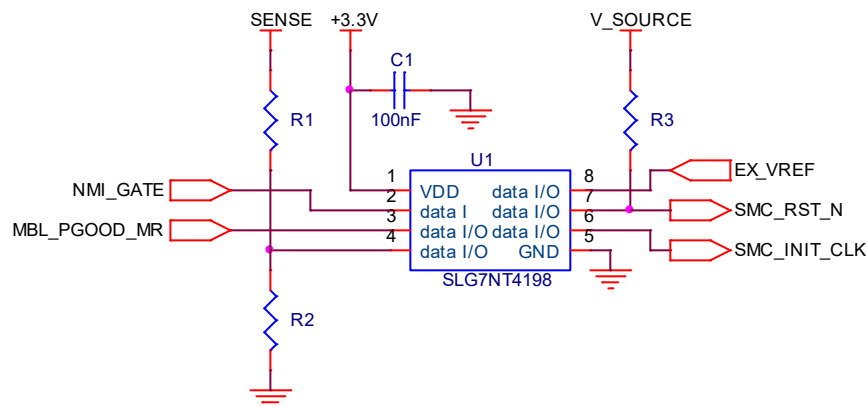 SENSE
+3.3V
V_SOURCE
C1
100nF
R1
R3
U1
1
8
EX_VREF
NMI_GATE
VDD
data I/O
2
7
data I
data I/O
SMC_RST_N
MBL_PGOOD_MR
3
6
data I/O
data I/O
4
5
SMC_INIT_CLK
data I/O
GND
SLG7NT4198
R2